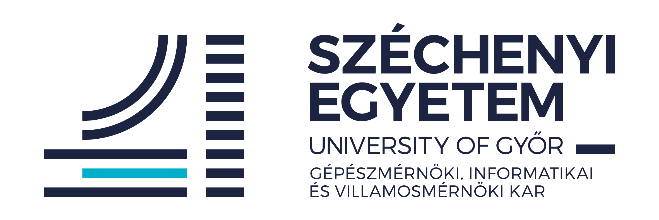 SZÉCHENYI
EGYETEM
UNIVERSITY OF GYŐR
GÉPÉSZMÉRNÖKI, INFORMATIKAI
ÉS VILLAMOSMÉRNÖKI KAR